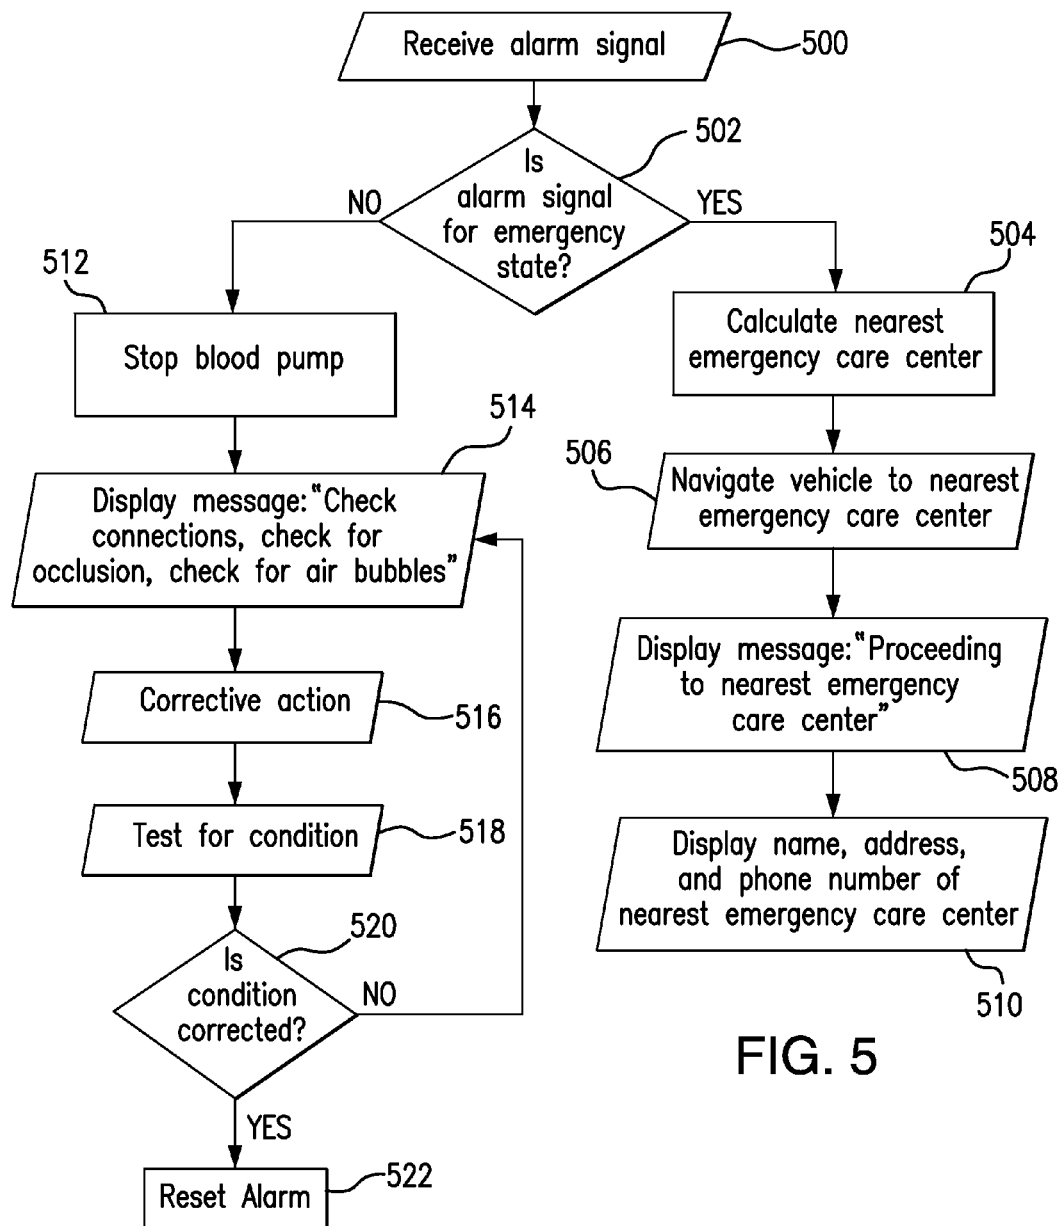 Receive alarm signal
500
502
Is
alarm signal
for emergency
state?
NO
YES
512
504
Stop blood pump
Calculate nearest
emergency care center
514
506
Display message:"Check
connections, check for
occlusion, check for air bubbles"
Navigate vehicle to nearest
emergency care center
Corrective action
516
Display message:"Proceeding
to nearest emergency
care center"
508
Test for condition
518
Display name, address,
and phone number of
nearest emergency care center
510
520
Is
condition
corrected?
NO
YES
FIG. 5
Reset Alarm
522